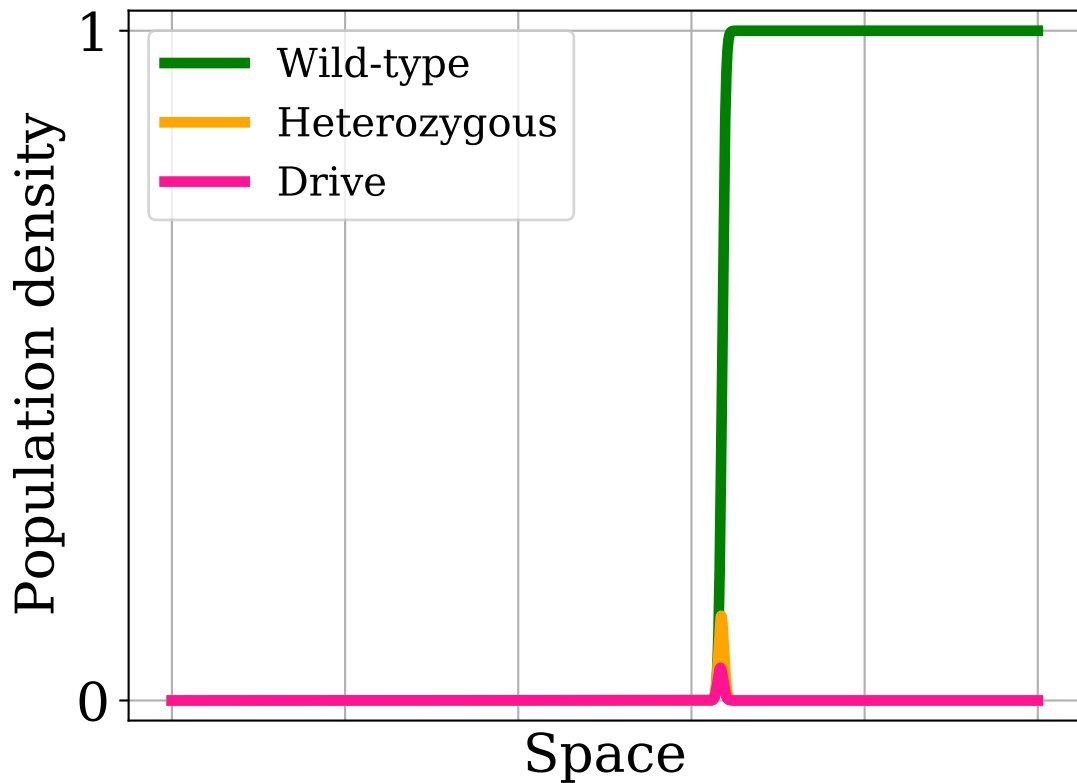 1
Wild-type
Heterozygous
Drive
Population density
0
Space